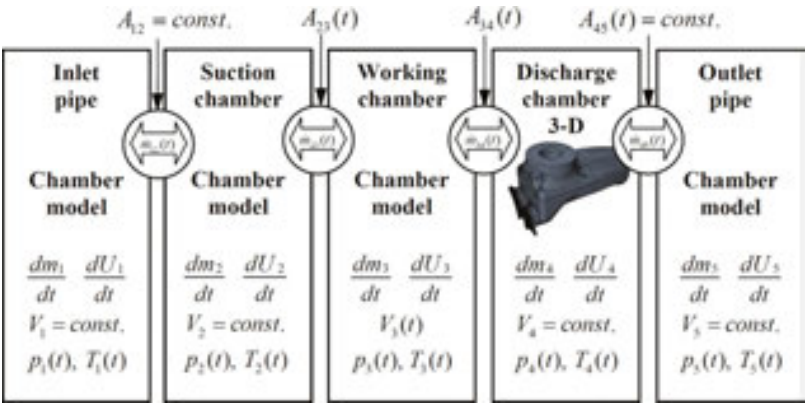 A₁₂ = const. A₂₃(t) A₃₄(t) A₄₅(t) = const.
Inlet Suction Working Discharge Outlet
pipe chamber chamber chamber pipe
3-D
Chamber Chamber Chamber Chamber
model model model model
dm₁/dt dU₁/dt dm₂/dt dU₂/dt dm₃/dt dU₃/dt dm₄/dt dU₄/dt dm₅/dt dU₅/dt
V₁ = const. V₂ = const. V₃(t) V₄ = const. V₅ = const.
p₁(t), T₁(t) p₂(t), T₂(t) p₃(t), T₃(t) p₄(t), T₄(t) p₅(t), T₅(t)